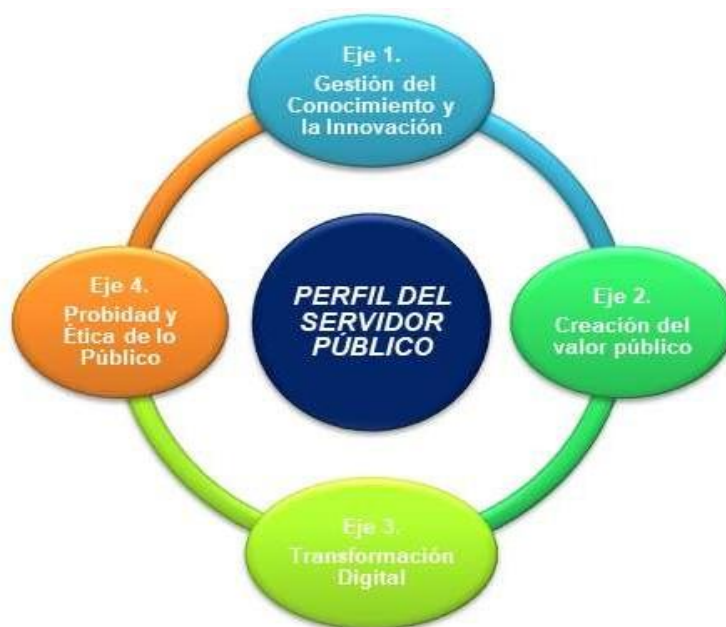 Eje 1.
Gestión del
Conocimiento y
la Innovación
Eje 4.
Probidad y
Ética de lo
Público
PERFIL DEL
SERVIDOR
PÚBLICO
Eje 2.
Creación del
valor público
Eje 3.
Transformación
Digital